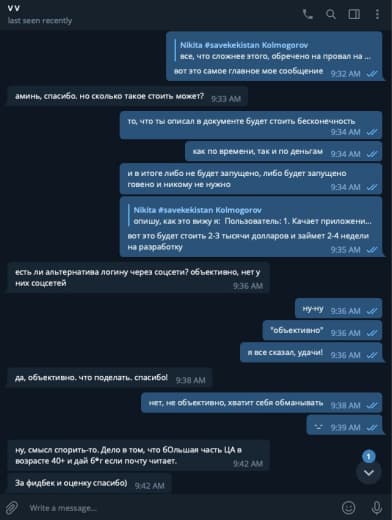 v v
last seen recently
Nikita #savekekistan Kolmogorov
все, что сложнее этого, обречено на провал на ...
вот это самое главное мое сообщение 9:32 AM
аминь, спасибо. но сколько такое стоить может? 9:33 AM
то, что ты описал в документе будет стоить бесконечность
9:34 AM
как по времени, так и по деньгам 9:34 AM
и в итоге либо не будет запущено, либо будет запущено
говено и никому не нужно 9:34 AM
Nikita #savekekistan Kolmogorov
опишу, как это вижу я: Пользователь: 1. Качает приложени...
вот это будет стоить 2-3 тысячи долларов и займет 2-4 недели
на разработку 9:35 AM
есть ли альтернатива логину через соцсети? объективно, нет у
них соцсетей 9:36 AM
ну-ну 9:36 AM
"объективно" 9:36 AM
я все сказал, удачи! 9:36 AM
да, объективно. что поделать. спасибо! 9:38 AM
нет, не объективно, хватит себя обманывать 9:38 AM
-_- 9:39 AM
ну, смысл спорить-то. Дело в том, что бОльшая часть ЦА в
возрасте 40+ и дай б*г если почту читает. 9:42 AM
За фидбек и оценку спасибо) 9:42 AM
1
Write a message...